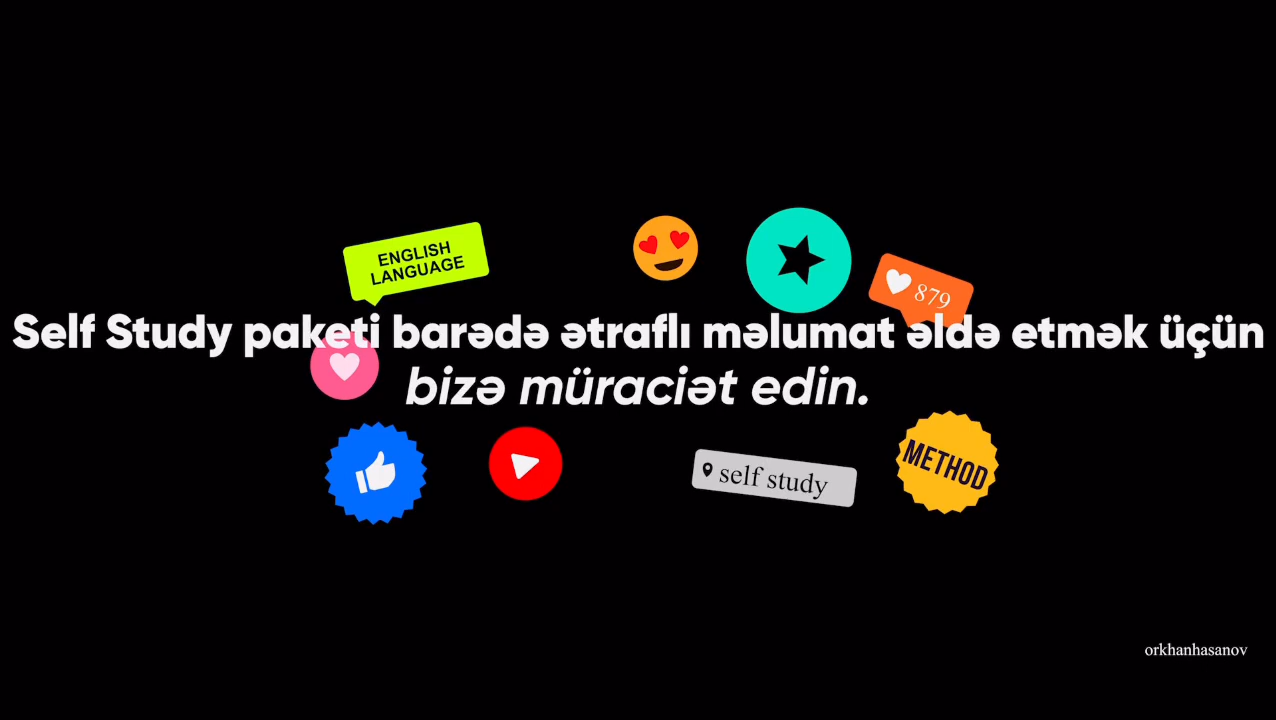 ENGLISH
LANGUAGE
879
Self Study paketi barədə ətraflı məlumat əldə etmək üçün
bizə müraciət edin.
self study
METHOD
orkhanhasanov